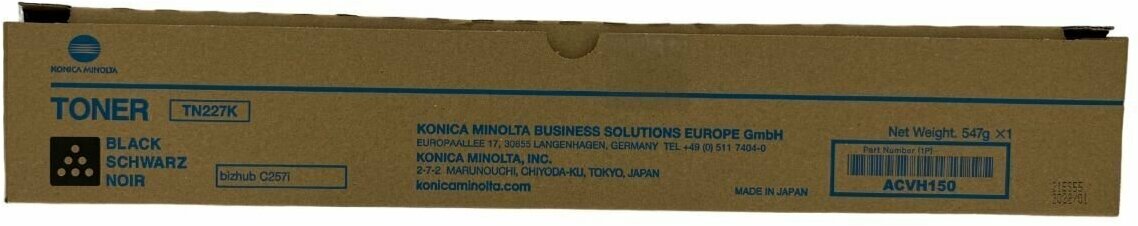 KONICA MINOLTA
TONER TN227K
BLACK
SCHWARZ
NOIR
bizhub C257i
KONICA MINOLTA BUSINESS SOLUTIONS EUROPE GmbH
EUROPAALLEE 17, 30855 LANGENHAGEN, GERMANY TEL +49 (0) 511 7404-0
KONICA MINOLTA, INC.
2-7-2 MARUNOUCHI, CHIYODA-KU, TOKYO, JAPAN
konicaminolta.com
MADE IN JAPAN
Net Weight. 547g ×1
Part Number (1P)
ACVH150
2022/01